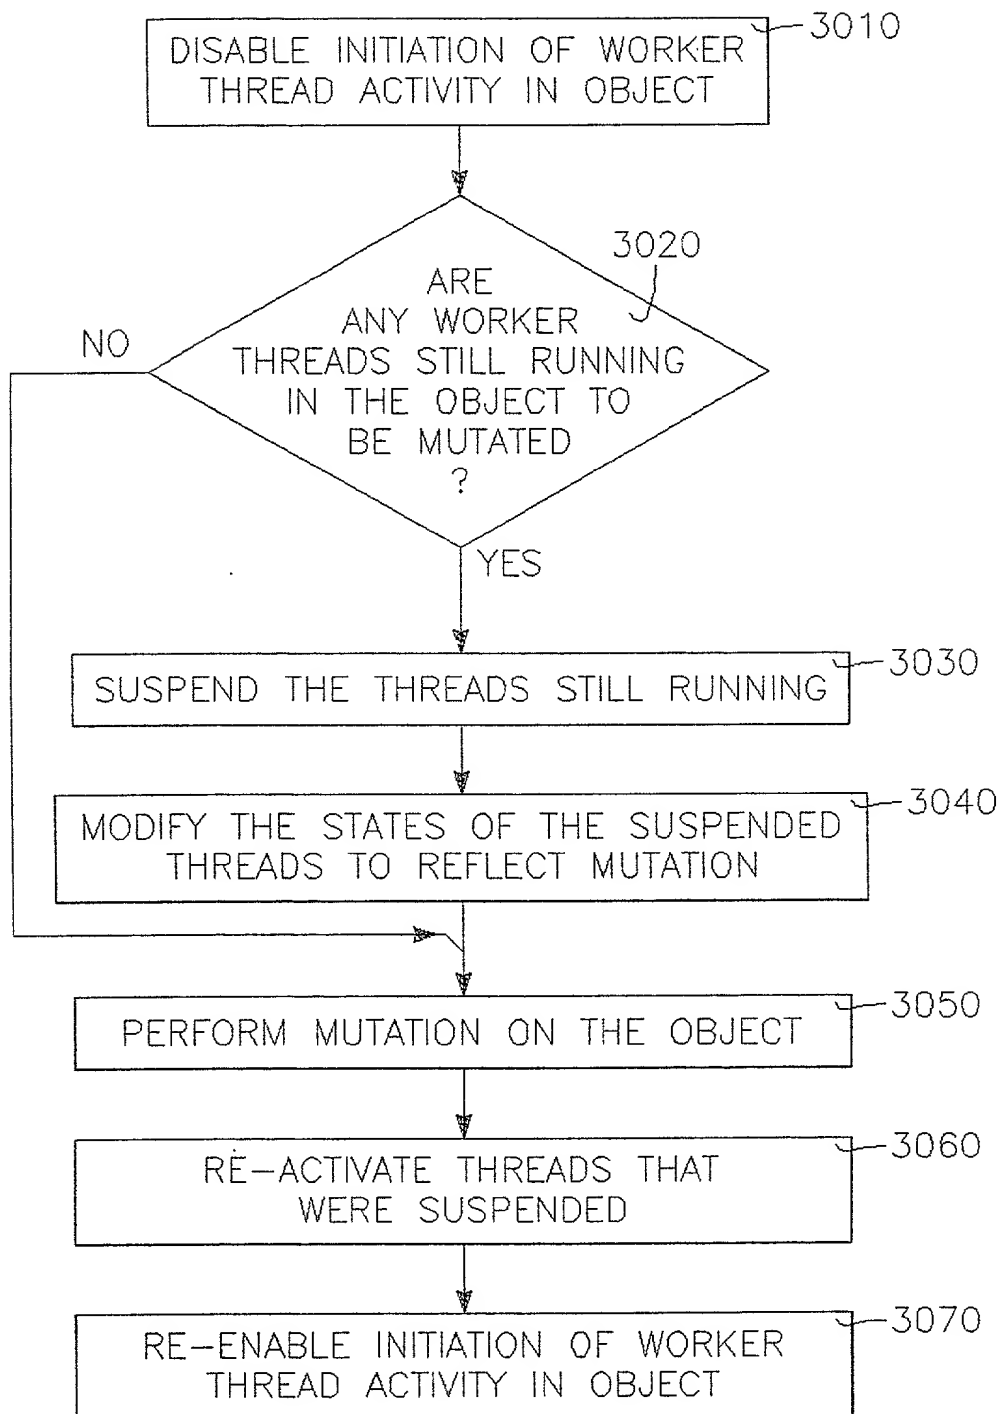 3010
DISABLE INITIATION OF WORKER
THREAD ACTIVITY IN OBJECT
3020
ARE
ANY WORKER
THREADS STILL RUNNING
IN THE OBJECT TO
BE MUTATED
?
NO
YES
3030
SUSPEND THE THREADS STILL RUNNING
3040
MODIFY THE STATES OF THE SUSPENDED
THREADS TO REFLECT MUTATION
3050
PERFORM MUTATION ON THE OBJECT
3060
RE-ACTIVATE THREADS THAT
WERE SUSPENDED
3070
RE-ENABLE INITIATION OF WORKER
THREAD ACTIVITY IN OBJECT